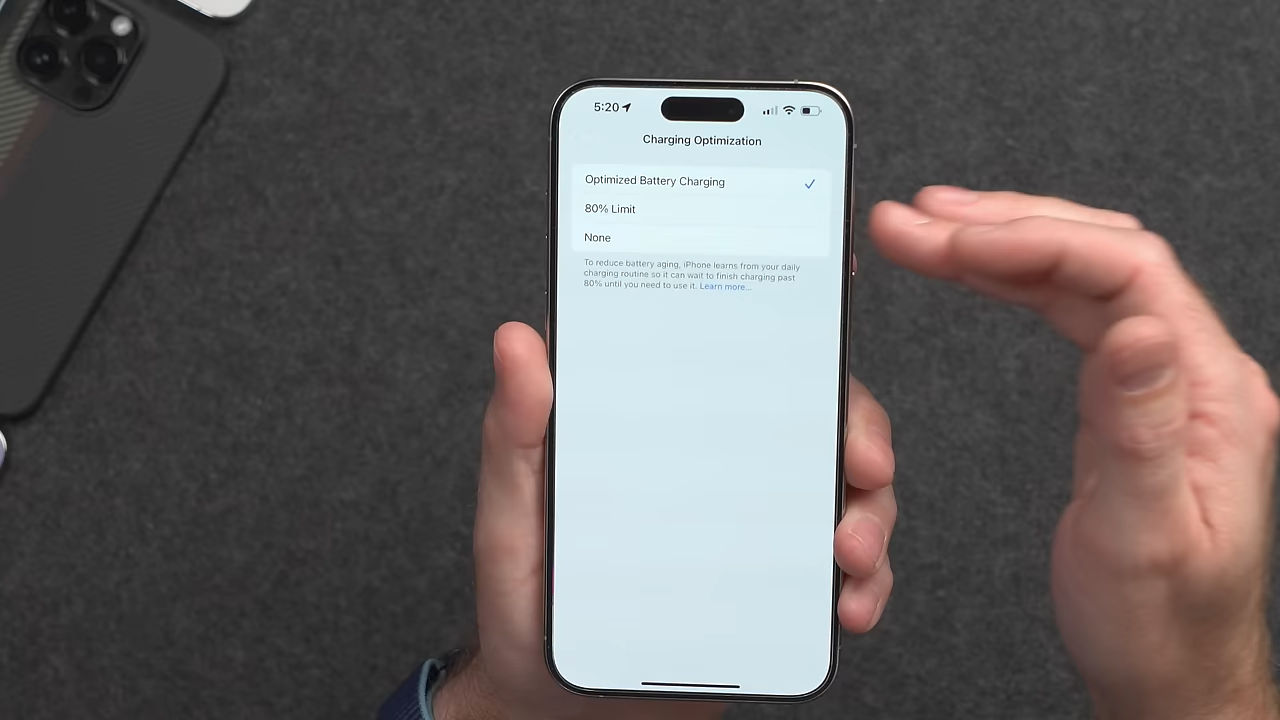 5:20
Charging Optimization
Optimized Battery Charging
80% Limit
None
To reduce battery aging, iPhone learns from your daily
charging routine so it can wait to finish charging past
80% until you need to use it. Learn more...